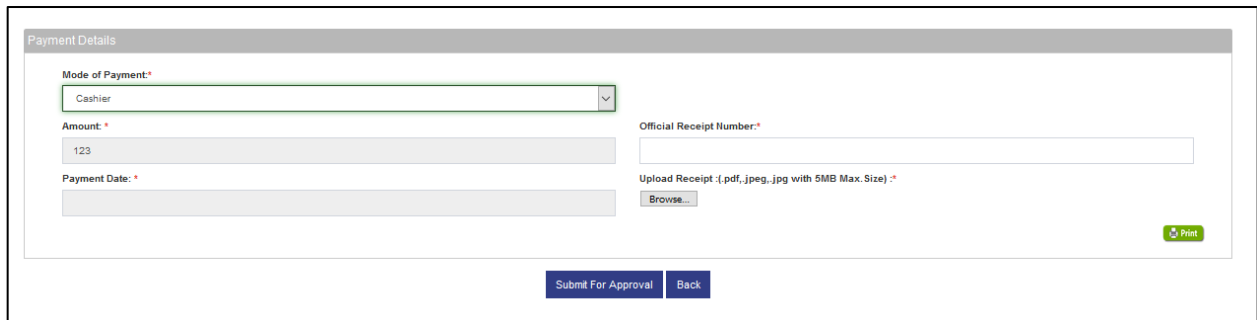 Payment Details
Mode of Payment:*
Cashier
Amount: *
Official Receipt Number:*
123
Payment Date: *
Upload Receipt :(.pdf,.jpeg,.jpg with 5MB Max.Size) :*
Browse...
Print
Submit For Approval
Back